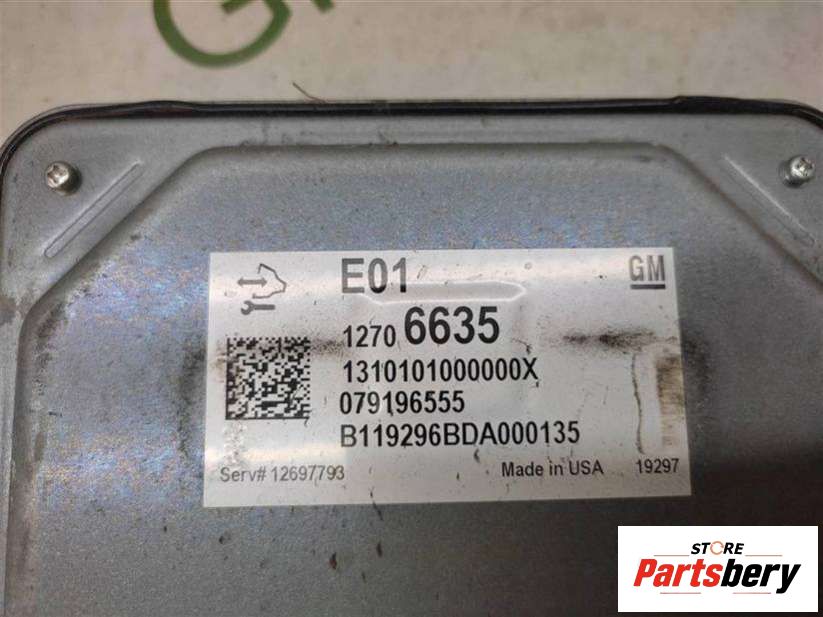 E01
GM
1270 6635
1310101000000X
079196555
B119296BDA000135
Serv# 12697793 Made in USA 19297
STORE
Partsbery